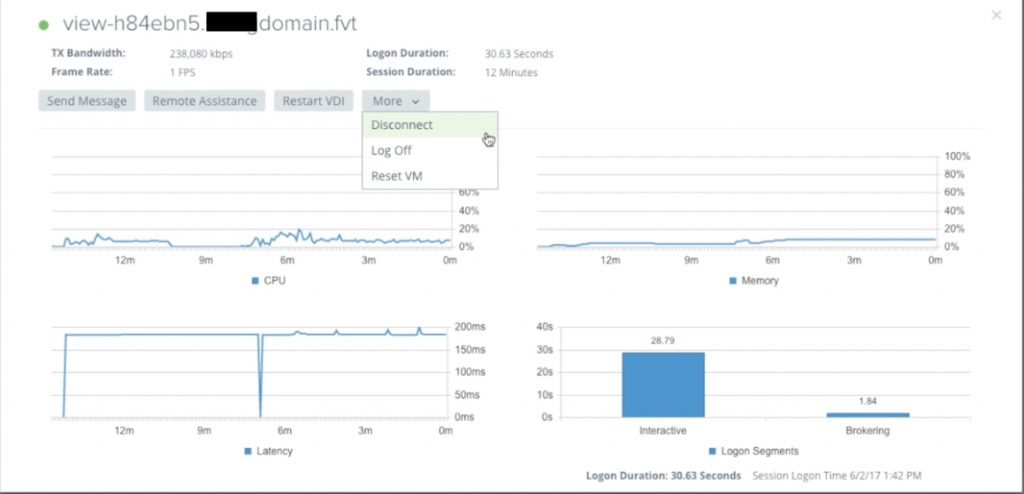 view-h84ebn5. domain.fvt
TX Bandwidth: 238,080 kbps Logon Duration: 30.63 Seconds
Frame Rate: 1 FPS Session Duration: 12 Minutes
Send Message Remote Assistance Restart VDI More
Disconnect
Log Off
Reset VM
60%
40%
20%
0%
12m 9m 6m 3m 0m
CPU
100%
80%
60%
40%
20%
0%
12m 9m 6m 3m 0m
Memory
200ms
150ms
100ms
50ms
0ms
12m 9m 6m 3m 0m
Latency
40s
30s
20s
10s
0s
28.79
1.84
Interactive Brokering
Logon Segments
Logon Duration: 30.63 Seconds Session Logon Time 6/2/17 1:42 PM